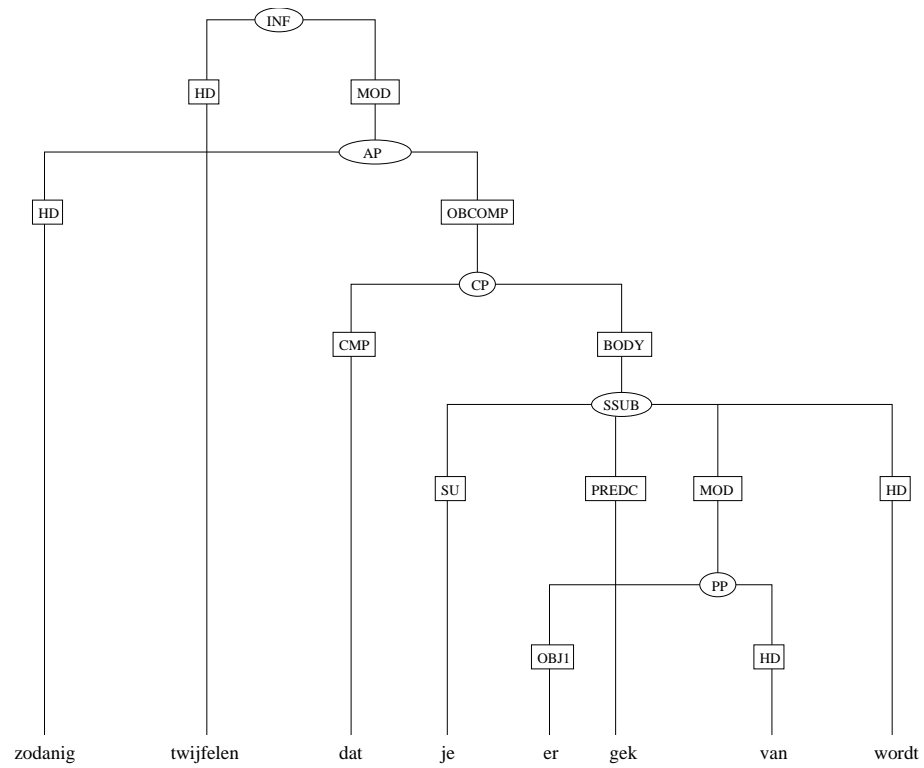 INF
HD MOD
AP
HD OBCOMP
CP
CMP BODY
SSUB
SU PREDC MOD HD
PP
OBJ1 HD
zodanig twijfelen dat je er gek van wordt